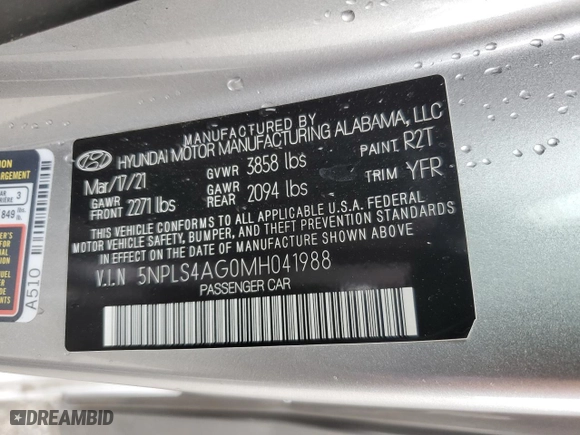 MANUFACTURED BY
HYUNDAI MOTOR MANUFACTURING ALABAMA, LLC
Mar/17/21 GVWR 3858 lbs PAINT R2T
GAWR FRONT 2271 lbs GAWR REAR 2094 lbs TRIM YFR
THIS VEHICLE CONFORMS TO ALL APPLICABLE U.S. FEDERAL
MOTOR VEHICLE SAFETY, BUMPER, AND THEFT PREVENTION STANDARDS
IN EFFECT ON THE DATE OF MANUFACTURE SHOWN ABOVE
V.I.N 5NPLS4AG0MH041988
PASSENGER CAR
3
849
A510
DREAMBID